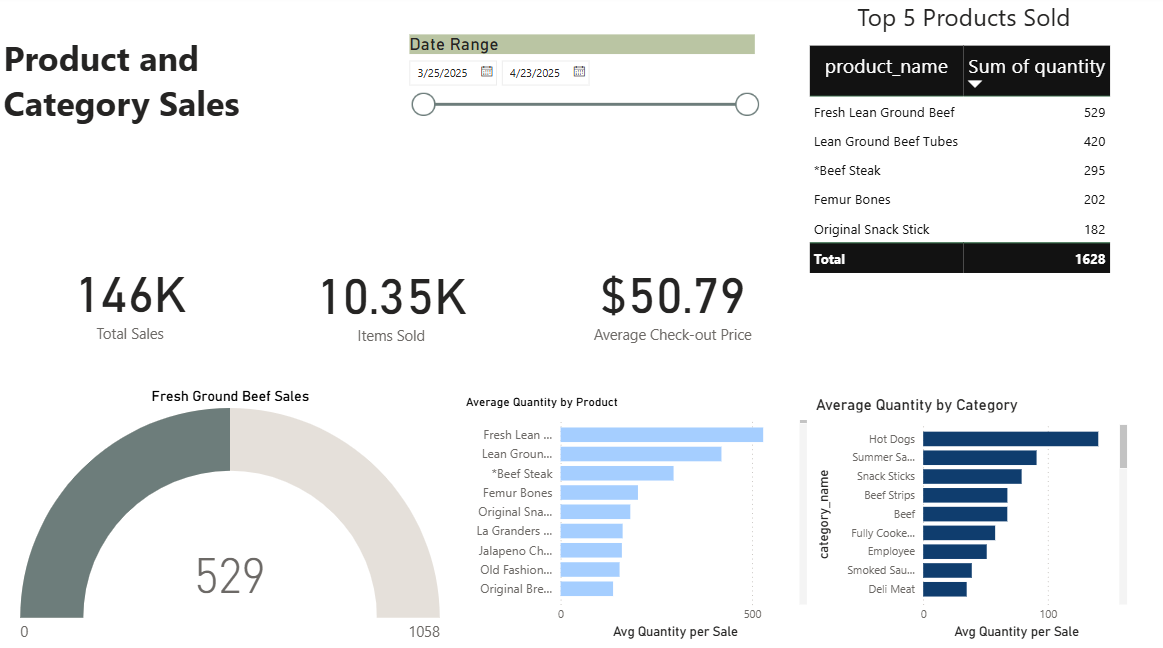 Product and
Category Sales
Date Range
3/25/2025 4/23/2025
Top 5 Products Sold
product_name Sum of quantity
Fresh Lean Ground Beef 529
Lean Ground Beef Tubes 420
*Beef Steak 295
Femur Bones 202
Original Snack Stick 182
Total 1628
146K
Total Sales
10.35K
Items Sold
$50.79
Average Check-out Price
Fresh Ground Beef Sales
529
0 1058
Average Quantity by Product
Fresh Lean ...
Lean Groun...
*Beef Steak
Femur Bones
Original Sna...
La Granders ...
Jalapeno Ch...
Old Fashion...
Original Bre...
0 500
Avg Quantity per Sale
Average Quantity by Category
category_name
Hot Dogs
Summer Sa...
Snack Sticks
Beef Strips
Beef
Fully Cooke...
Employee
Smoked Sau...
Deli Meat
0 100
Avg Quantity per Sale